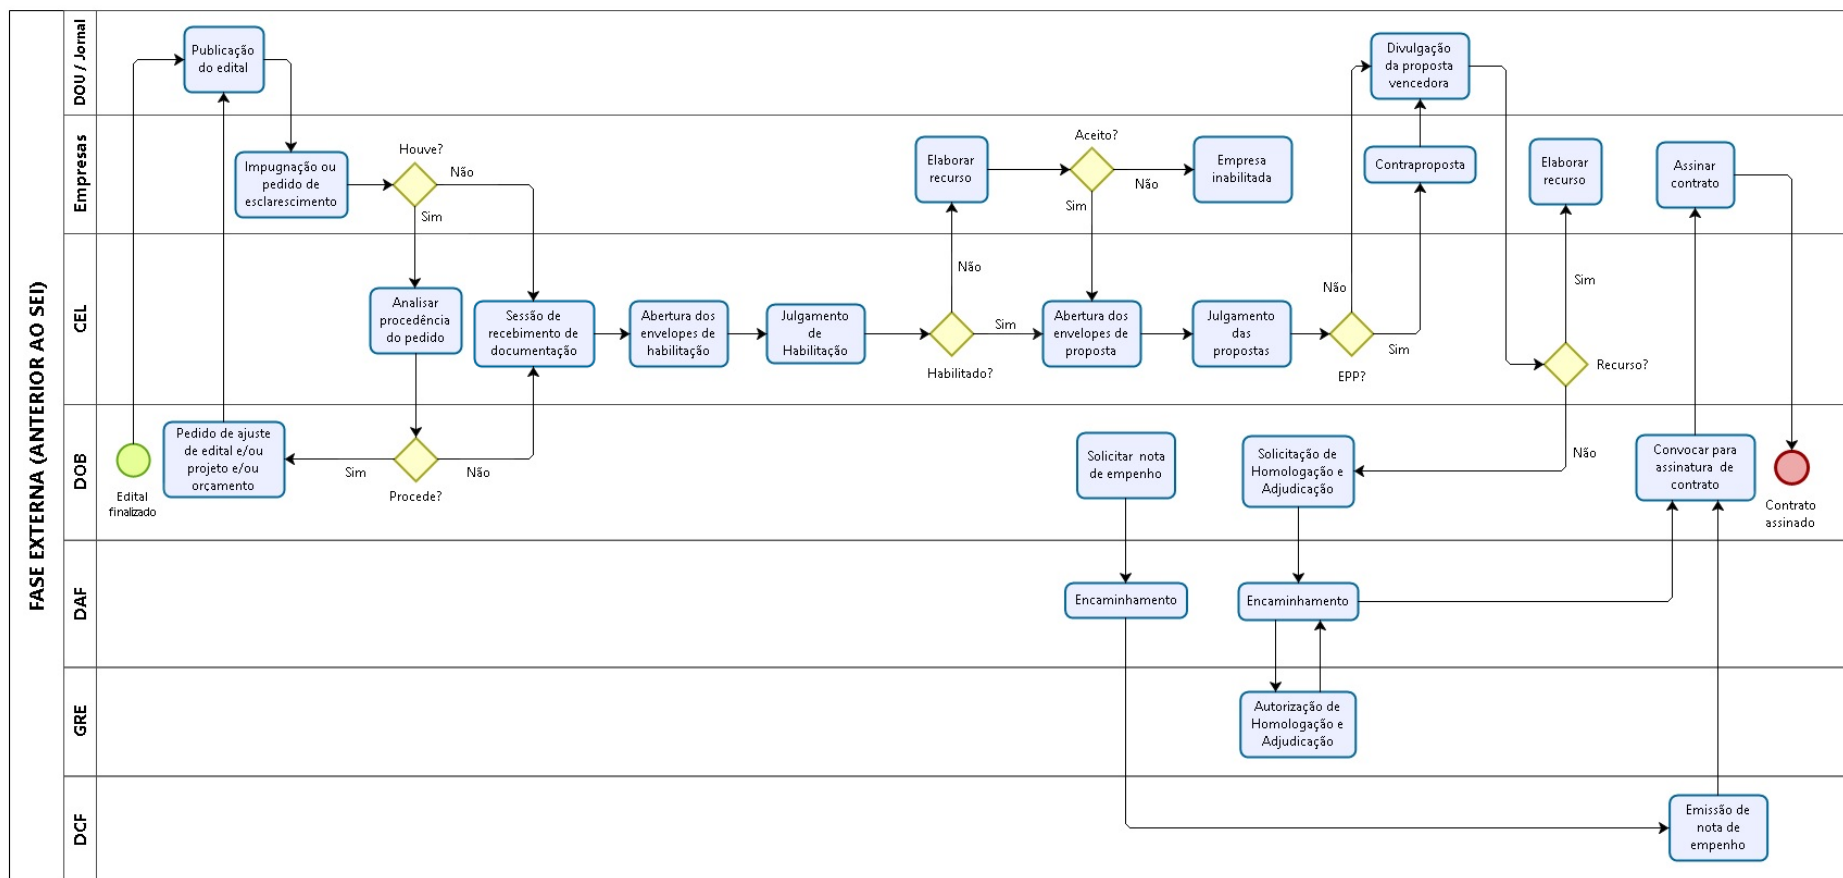 FASE EXTERNA (ANTERIOR AO SEI)
DOU / Jornal
Publicação
do edital
Divulgação
da proposta
vencedora
Empresas
Impugnação ou
pedido de
esclarescimento
Houve?
Não
Sim
Elaborar
recurso
Aceito?
Não
Sim
Empresa
inabilitada
Contraproposta
Elaborar
recurso
Assinar
contrato
CEL
Analisar
procedência
do pedido
Sessão de
recebimento de
documentação
Abertura dos
envelopes de
habilitação
Julgamento
de
Habilitação
Não
Sim
Habilitado?
Abertura dos
envelopes de
proposta
Julgamento
das
propostas
Não
Sim
EPP?
Sim
Recurso?
DOB
Edital
finalizado
Pedido de ajuste
de edital e/ou
projeto e/ou
orçamento
Sim
Não
Procede?
Solicitar nota
de empenho
Solicitação de
Homologação e
Adjudicação
Não
Convocar para
assinatura de
contrato
Contrato
assinado
DAF
Encaminhamento
Encaminhamento
GRE
Autorização de
Homologação e
Adjudicação
DCF
Emissão de
nota de
empenho